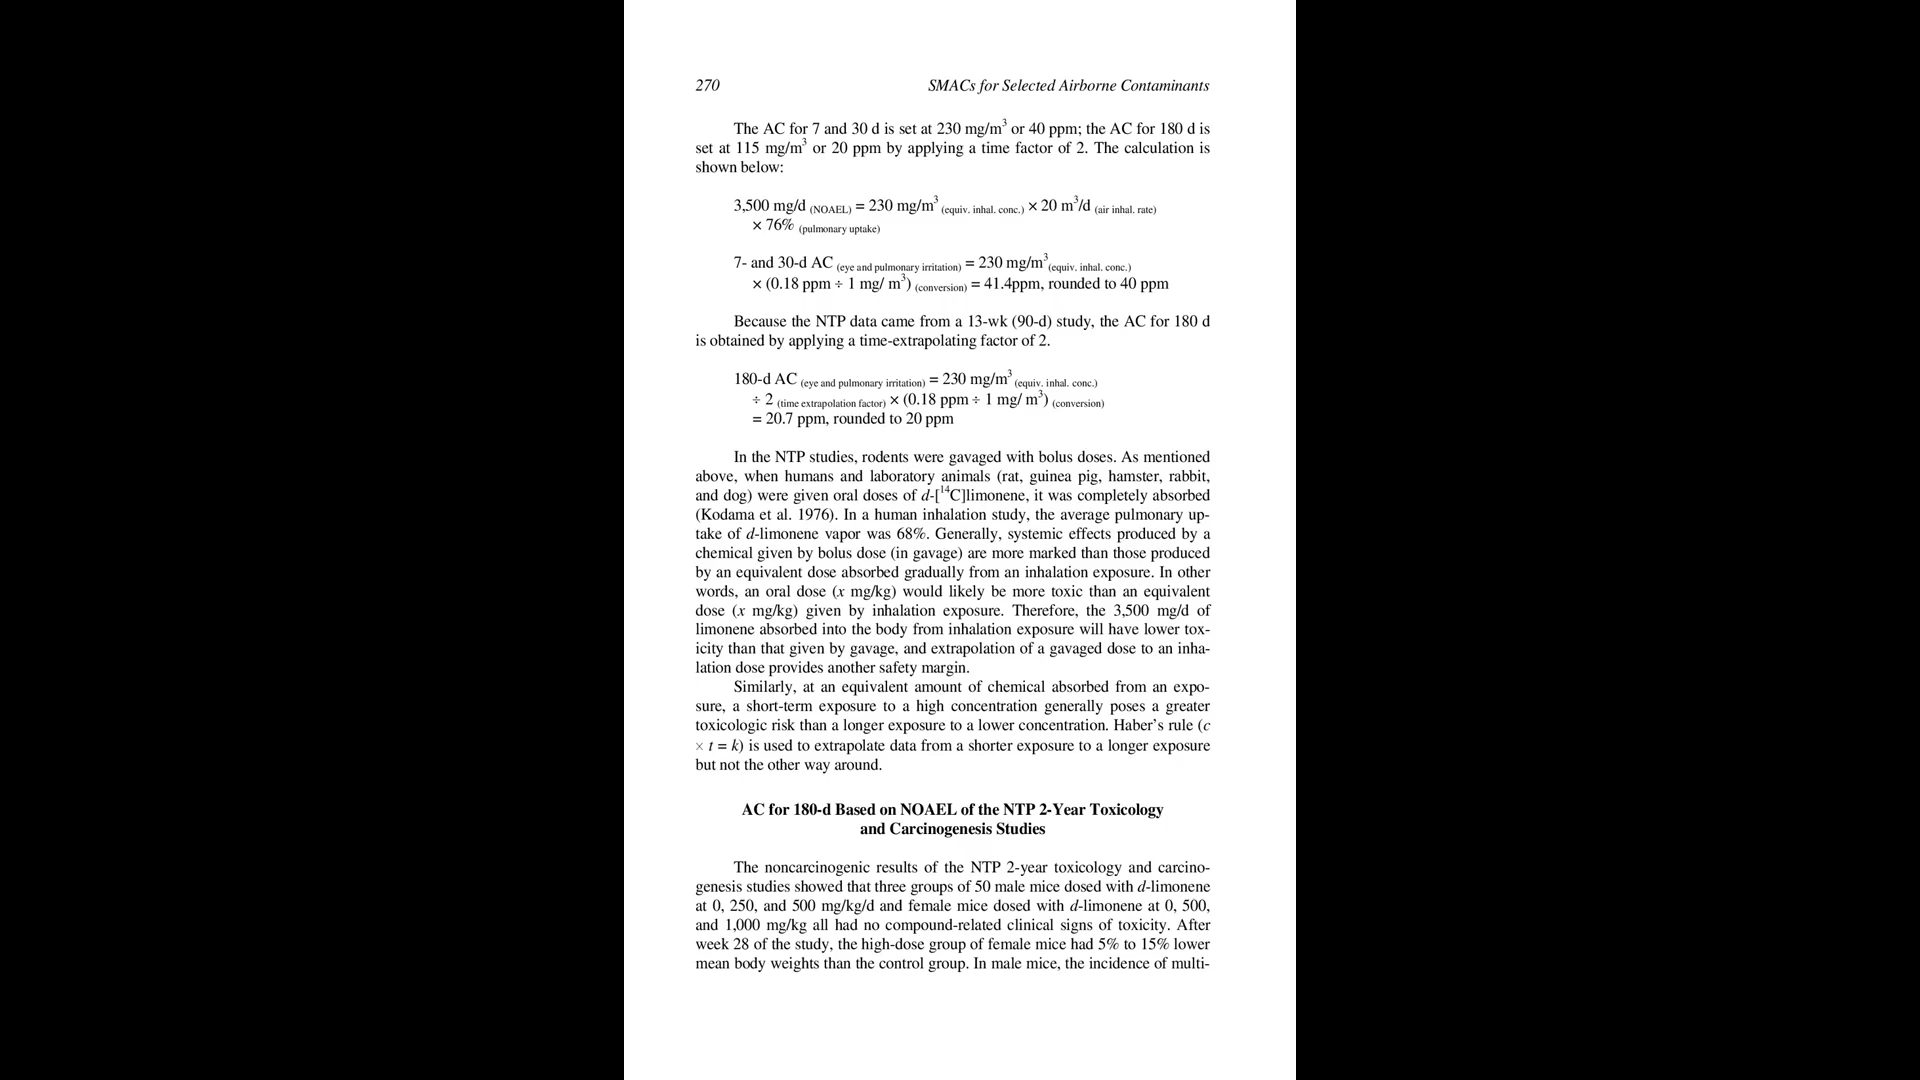 270 SMACs for Selected Airborne Contaminants
The AC for 7 and 30 d is set at 230 mg/m³ or 40 ppm; the AC for 180 d is
set at 115 mg/m³ or 20 ppm by applying a time factor of 2. The calculation is
shown below:
3,500 mg/d (NOAEL) = 230 mg/m³ (equiv. inhal. conc.) × 20 m³/d (air inhal. rate)
× 76% (pulmonary uptake)
7- and 30-d AC (eye and pulmonary irritation) = 230 mg/m³ (equiv. inhal. conc.)
× (0.18 ppm ÷ 1 mg/ m³) (conversion) = 41.4ppm, rounded to 40 ppm
Because the NTP data came from a 13-wk (90-d) study, the AC for 180 d
is obtained by applying a time-extrapolating factor of 2.
180-d AC (eye and pulmonary irritation) = 230 mg/m³ (equiv. inhal. conc.)
÷ 2 (time extrapolation factor) × (0.18 ppm ÷ 1 mg/ m³) (conversion)
= 20.7 ppm, rounded to 20 ppm
In the NTP studies, rodents were gavaged with bolus doses. As mentioned
above, when humans and laboratory animals (rat, guinea pig, hamster, rabbit,
and dog) were given oral doses of d-[¹⁴C]limonene, it was completely absorbed
(Kodama et al. 1976). In a human inhalation study, the average pulmonary up-
take of d-limonene vapor was 68%. Generally, systemic effects produced by a
chemical given by bolus dose (in gavage) are more marked than those produced
by an equivalent dose absorbed gradually from an inhalation exposure. In other
words, an oral dose (x mg/kg) would likely be more toxic than an equivalent
dose (x mg/kg) given by inhalation exposure. Therefore, the 3,500 mg/d of
limonene absorbed into the body from inhalation exposure will have lower tox-
icity than that given by gavage, and extrapolation of a gavaged dose to an inha-
lation dose provides another safety margin.
Similarly, at an equivalent amount of chemical absorbed from an expo-
sure, a short-term exposure to a high concentration generally poses a greater
toxicologic risk than a longer exposure to a lower concentration. Haber's rule (c
× t = k) is used to extrapolate data from a shorter exposure to a longer exposure
but not the other way around.
AC for 180-d Based on NOAEL of the NTP 2-Year Toxicology
and Carcinogenesis Studies
The noncarcinogenic results of the NTP 2-year toxicology and carcino-
genesis studies showed that three groups of 50 male mice dosed with d-limonene
at 0, 250, and 500 mg/kg/d and female mice dosed with d-limonene at 0, 500,
and 1,000 mg/kg all had no compound-related clinical signs of toxicity. After
week 28 of the study, the high-dose group of female mice had 5% to 15% lower
mean body weights than the control group. In male mice, the incidence of multi-